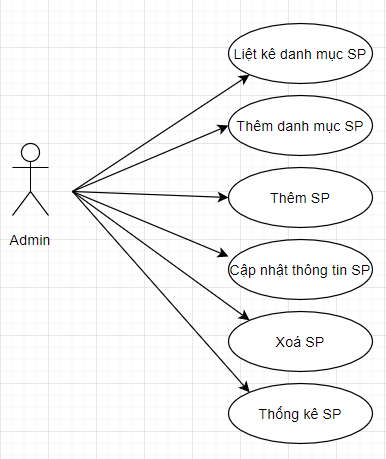 Liệt kê danh mục SP
Thêm danh mục SP
Thêm SP
Admin
Cập nhật thông tin SP
Xoá SP
Thống kê SP